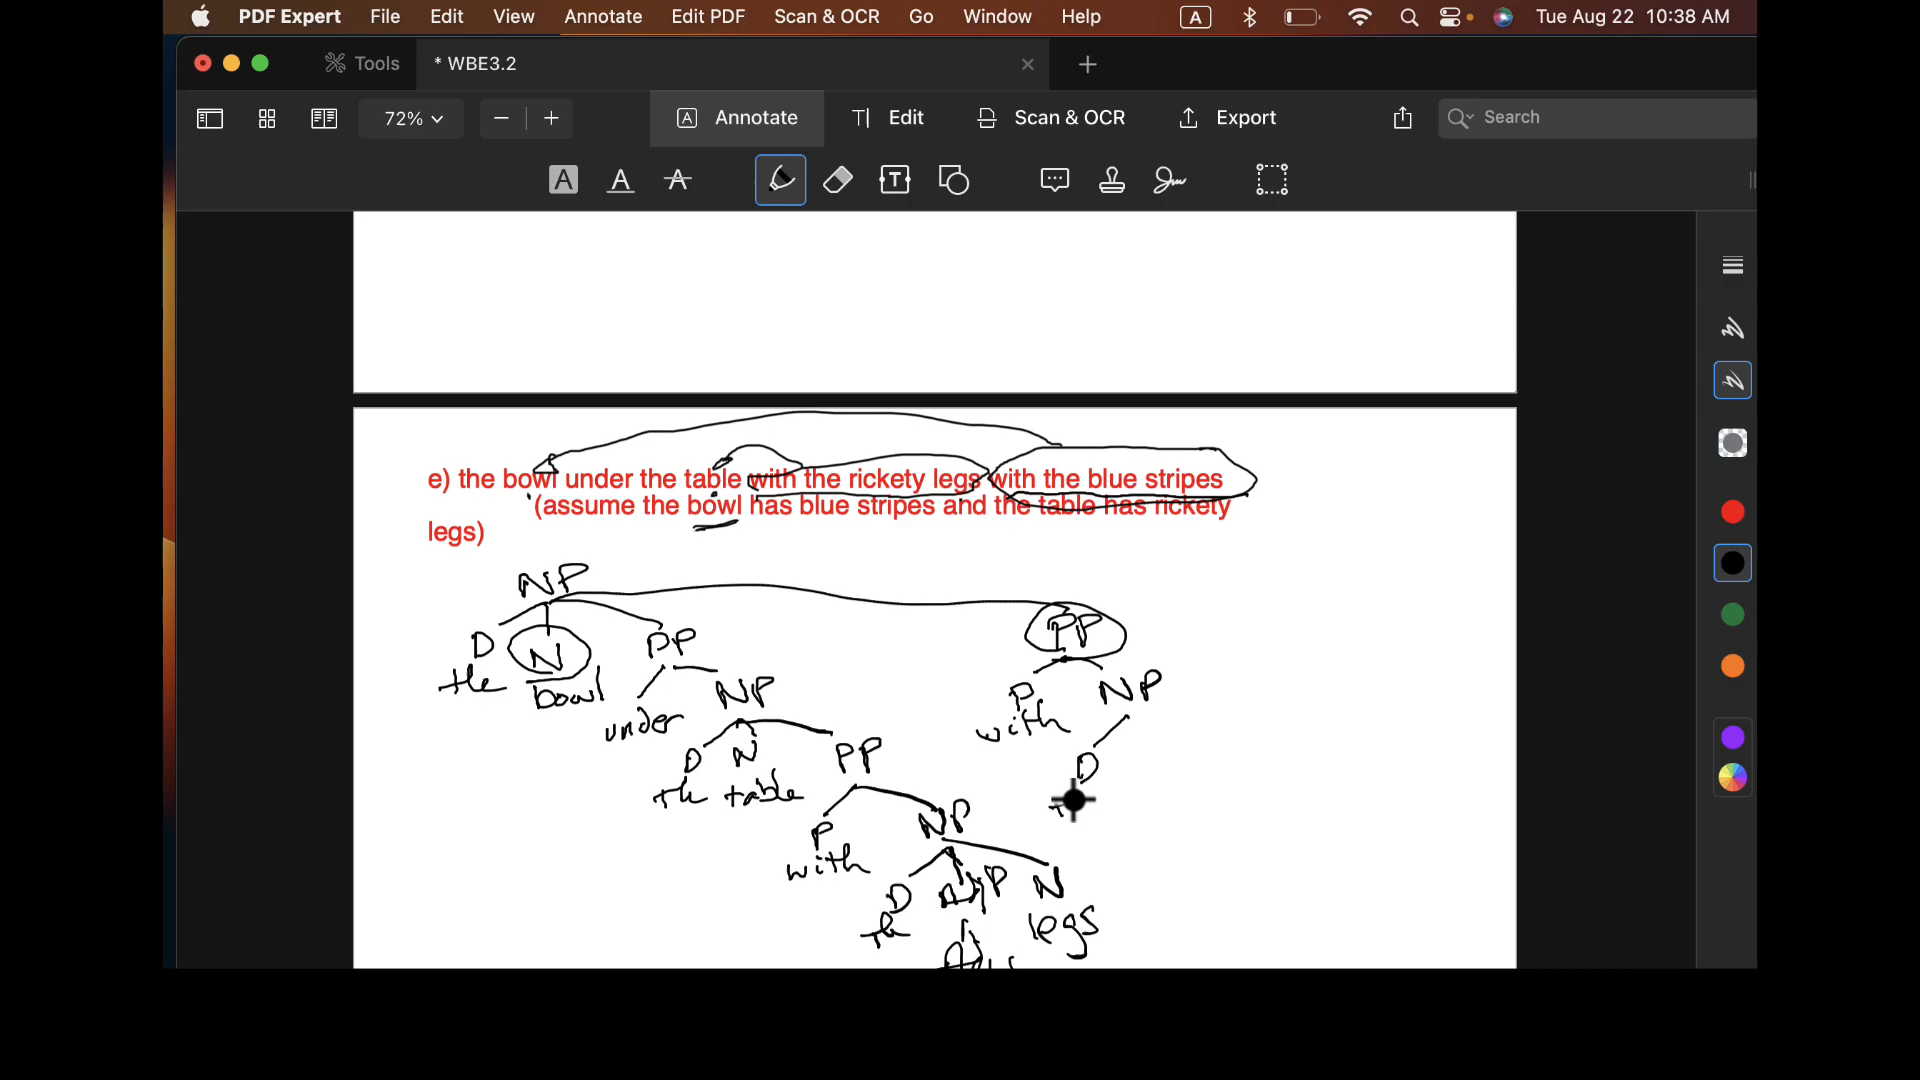 PDF Expert File Edit View Annotate Edit PDF Scan & OCR Go Window Help A Tue Aug 22 10:38 AM
Tools * WBE3.2
72% Annotate Edit Scan & OCR Export Search
e) the bowl under the table with the rickety legs with the blue stripes
(assume the bowl has blue stripes and the table has rickety
legs)
NP
D N PP PP
the bowl
NP P NP
under with
D N PP D
the table
P NP
with
D AdjP N
the legs